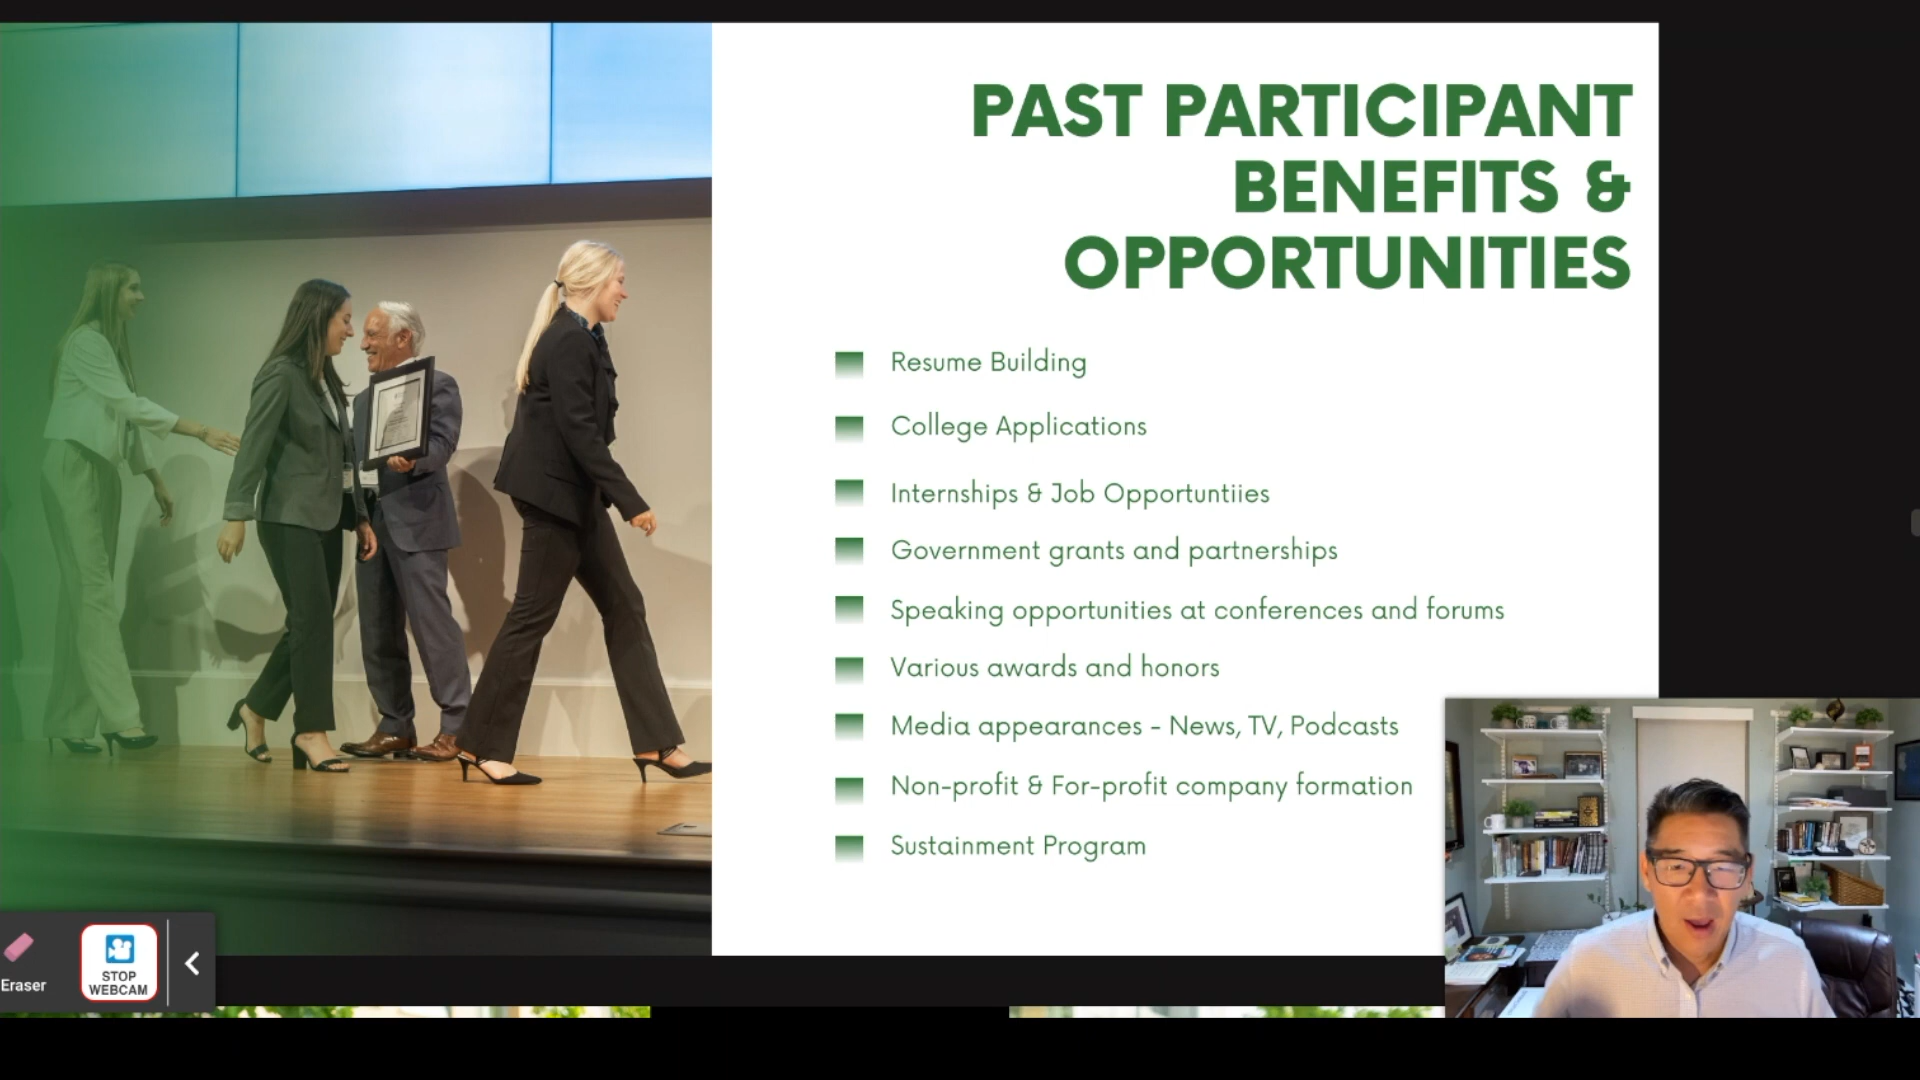 PAST PARTICIPANT
BENEFITS &
OPPORTUNITIES
Resume Building
College Applications
Internships & Job Opportuntiies
Government grants and partnerships
Speaking opportunities at conferences and forums
Various awards and honors
Media appearances - News, TV, Podcasts
Non-profit & For-profit company formation
Sustainment Program
Eraser
STOP
WEBCAM